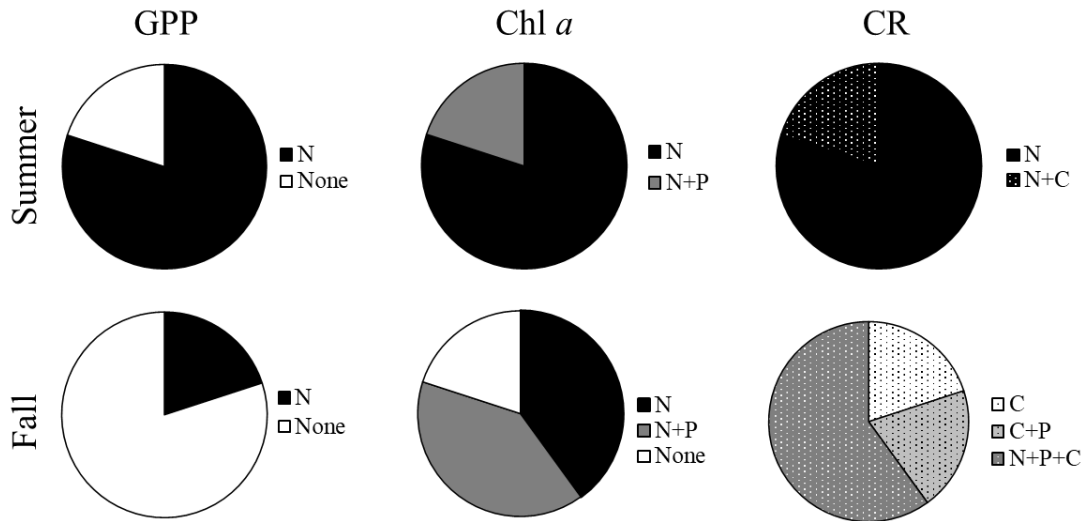 GPP
Chl a
CR
Summer
N
None
N
N+P
N
N+C
Fall
N
None
N
N+P
None
C
C+P
N+P+C